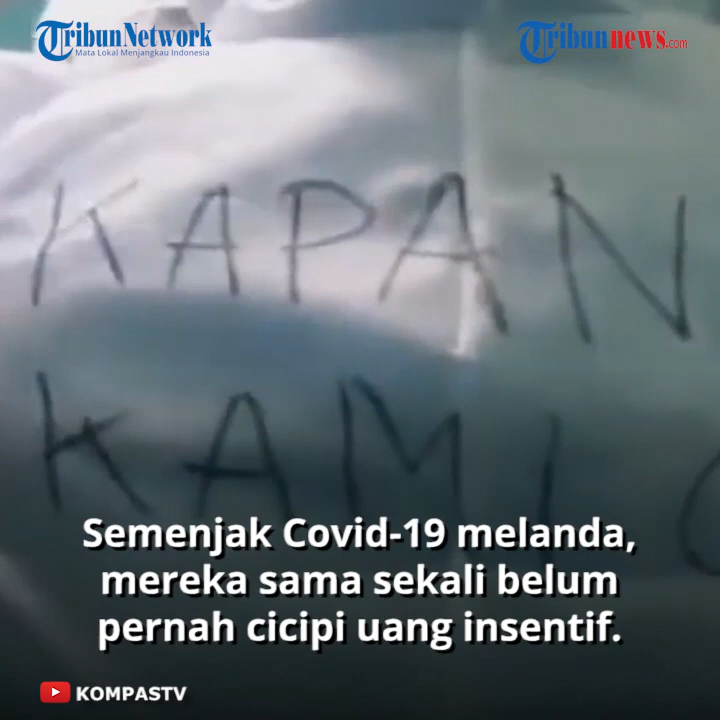 TribunNetwork
Mata Lokal Menjangkau Indonesia
Tribunnews.com
KAPAN
KAMI
Semenjak Covid-19 melanda,
mereka sama sekali belum
pernah cicipi uang insentif.
KOMPASTV